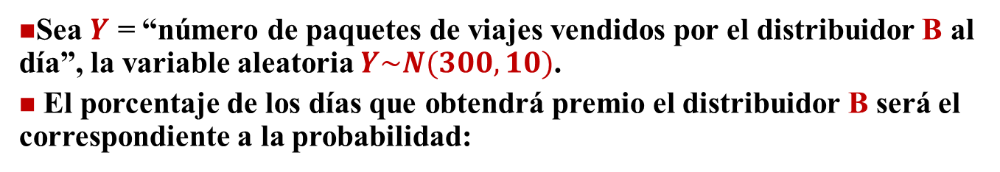 ■Sea Y = “número de paquetes de viajes vendidos por el distribuidor B al
día”, la variable aleatoria Y~N(300, 10).
■ El porcentaje de los días que obtendrá premio el distribuidor B será el
correspondiente a la probabilidad: